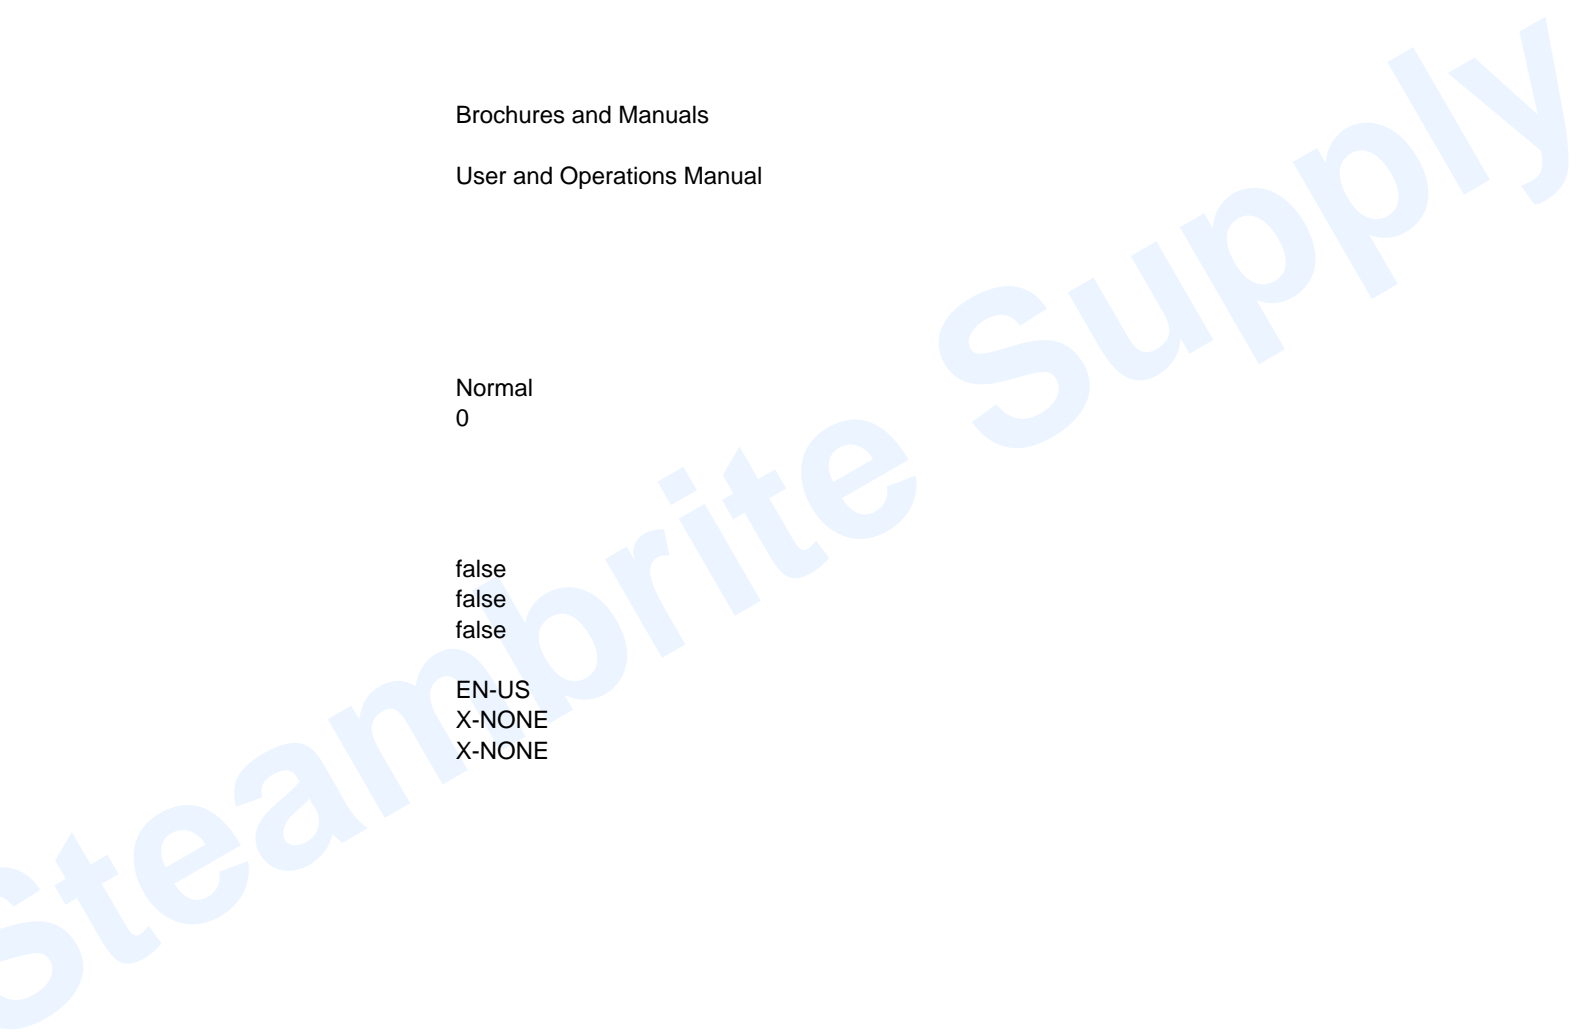 Brochures and Manuals
User and Operations Manual
Normal
0
false
false
false
EN-US
X-NONE
X-NONE
Steambrite Supply